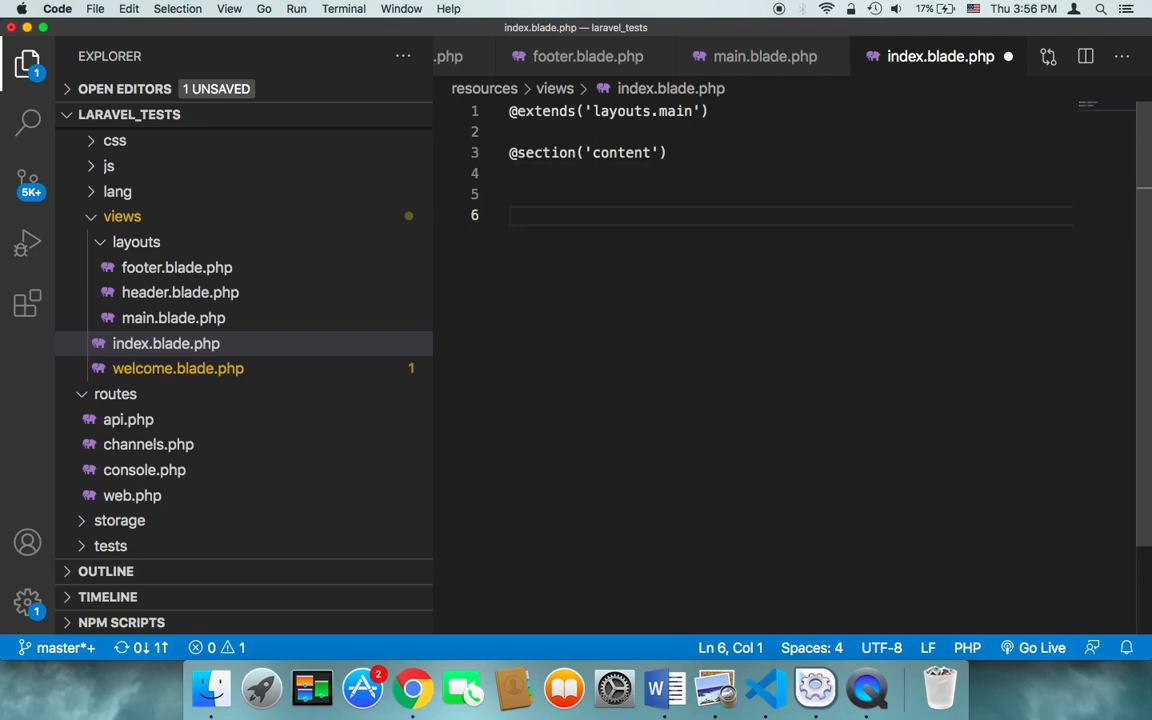 Code File Edit Selection View Go Run Terminal Window Help 17% Thu 3:56 PM
index.blade.php — laravel_tests
EXPLORER
.php footer.blade.php main.blade.php index.blade.php
1
OPEN EDITORS 1 UNSAVED
resources views index.blade.php
LARAVEL_TESTS
1 @extends('layouts.main')
css
2
js
3 @section('content')
lang
4
5K+
5
views
6
layouts
footer.blade.php
header.blade.php
main.blade.php
index.blade.php
welcome.blade.php 1
routes
api.php
channels.php
console.php
web.php
storage
tests
OUTLINE
TIMELINE
1
NPM SCRIPTS
master*+ 0↓ 1↑ 0 1 Ln 6, Col 1 Spaces: 4 UTF-8 LF PHP Go Live
2
W